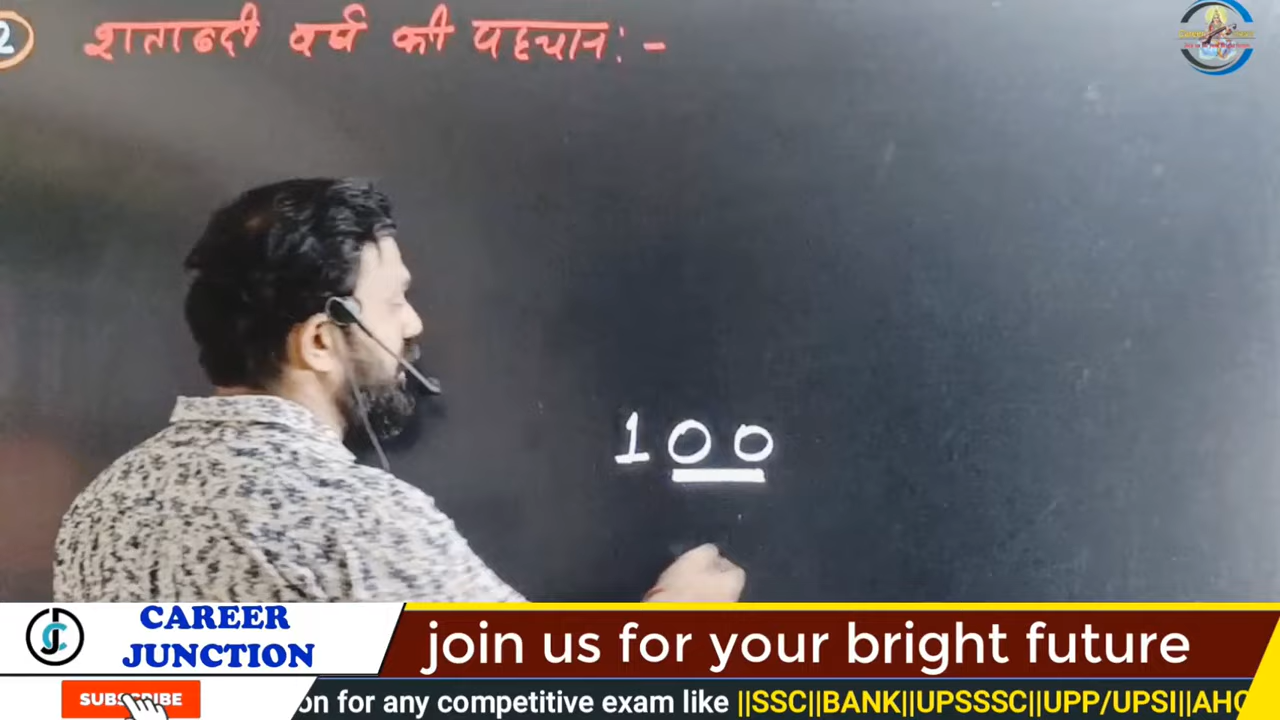 2 शताब्दी वर्ष की पहचान : -
100
CAREER
JUNCTION
join us for your bright future
SUBSCRIBE
on for any competitive exam like ||SSC||BANK||UPSSSC||UPP/UPSI||AHC